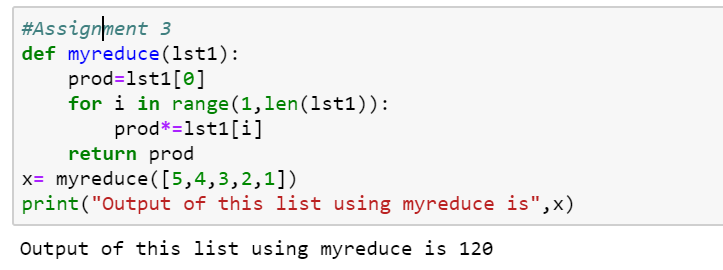 #Assignment 3
def myreduce(lst1):
    prod=lst1[0]
    for i in range(1,len(lst1)):
        prod*=lst1[i]
    return prod
x= myreduce([5,4,3,2,1])
print("Output of this list using myreduce is",x)
Output of this list using myreduce is 120